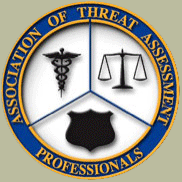 ASSOCIATION OF THREAT ASSESSMENT
PROFESSIONALS